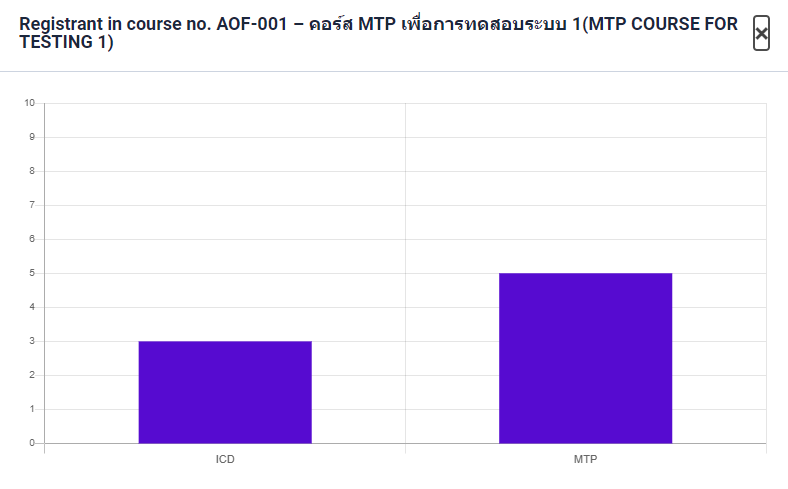 Registrant in course no. AOF-001 – คอร์ส MTP เพื่อการทดสอบระบบ 1(MTP COURSE FOR
TESTING 1)
10
9
8
7
6
5
4
3
2
1
0
ICD
MTP